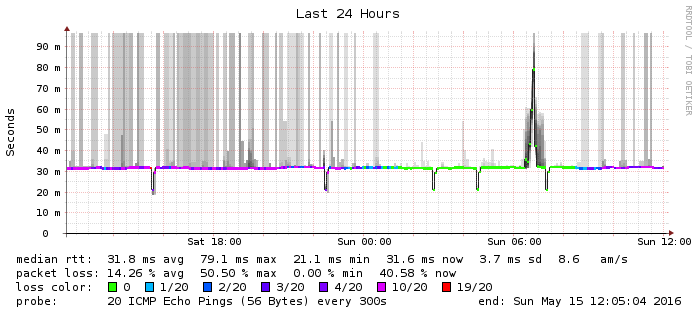 Last 24 Hours
RRDTOOL / TOBI OETIKER
Seconds
90 m
80 m
70 m
60 m
50 m
40 m
30 m
20 m
10 m
0
Sat 18:00 Sun 00:00 Sun 06:00 Sun 12:00
median rtt: 31.8 ms avg 79.1 ms max 21.1 ms min 31.6 ms now 3.7 ms sd 8.6 am/s
packet loss: 14.26 % avg 50.50 % max 0.00 % min 40.58 % now
loss color: 0 1/20 2/20 3/20 4/20 10/20 19/20
probe: 20 ICMP Echo Pings (56 Bytes) every 300s end: Sun May 15 12:05:04 2016